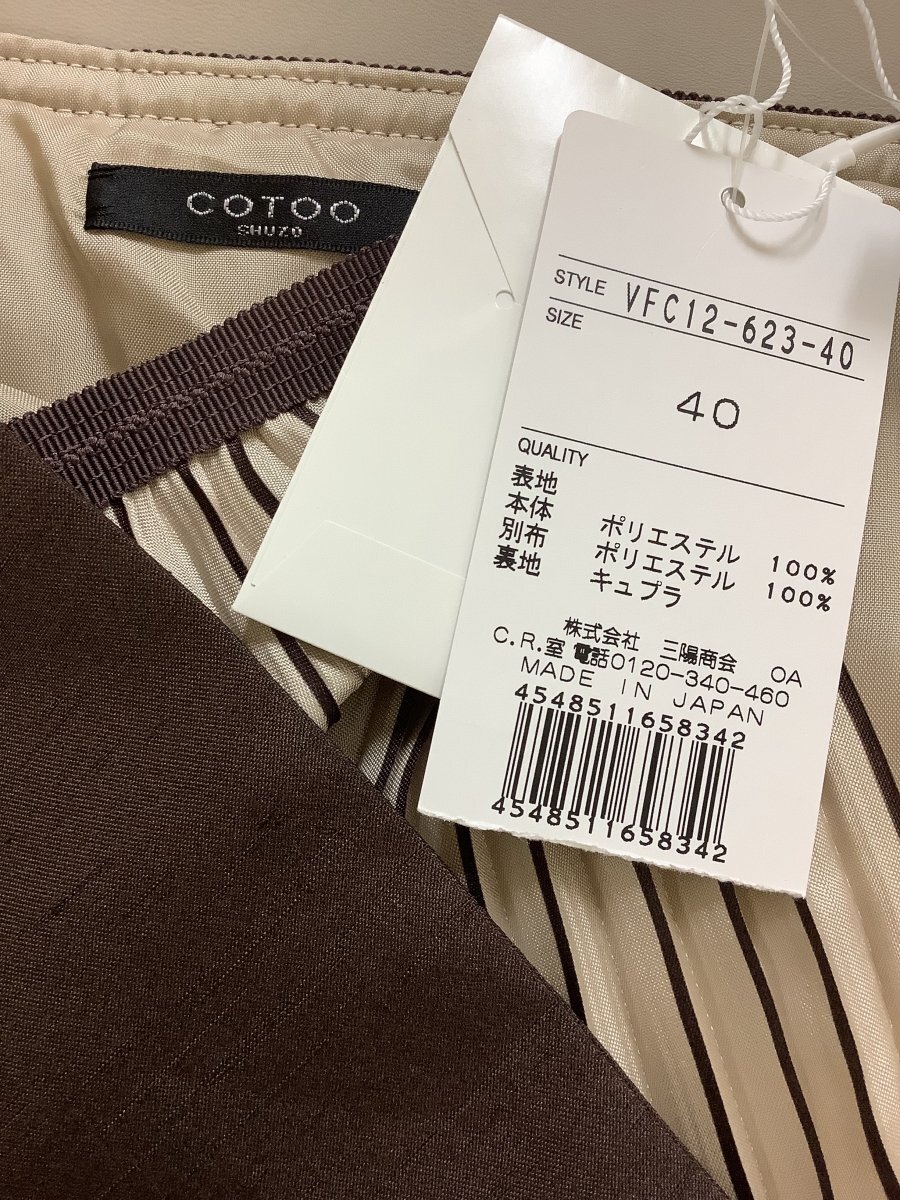 COTOO
SHUZO
STYLE VFC12-623-40
SIZE
40
QUALITY
表地
本体 ポリエステル 100%
別布 ポリエステル 100%
裏地 キュプラ
株式会社 三陽商会 OA
C.R.室 電話0120-340-460
MADE IN JAPAN
4548511658342
4548511658342